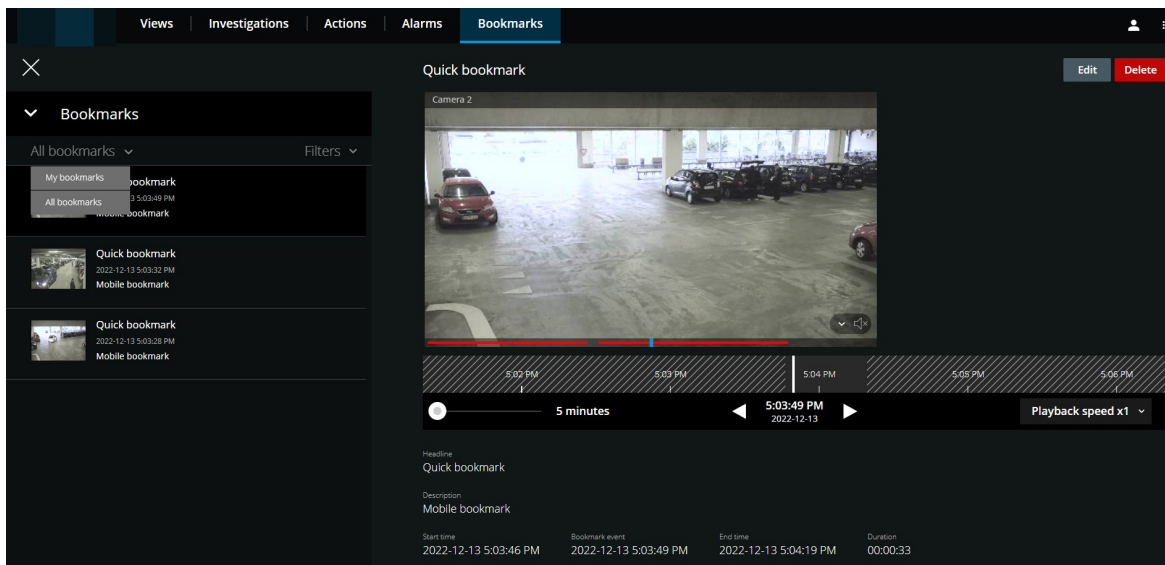 Views Investigations Actions Alarms Bookmarks
Quick bookmark
Edit Delete
Bookmarks
All bookmarks Filters
My bookmarks
All bookmarks
bookmark
3 5:03:49 PM
Mobile bookmark
Quick bookmark
2022-12-13 5:03:32 PM
Mobile bookmark
Quick bookmark
2022-12-13 5:03:28 PM
Mobile bookmark
Camera 2
5:02 PM 5:03 PM 5:04 PM 5:05 PM 5:06 PM
5 minutes
5:03:49 PM
2022-12-13
Playback speed x1
Headline
Quick bookmark
Description
Mobile bookmark
Start time Bookmark event End time Duration
2022-12-13 5:03:46 PM 2022-12-13 5:03:49 PM 2022-12-13 5:04:19 PM 00:00:33